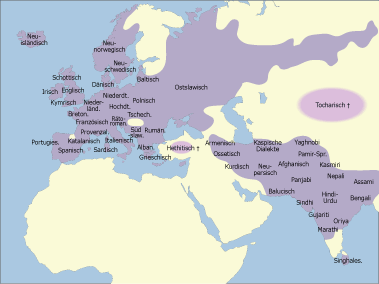 Neu-
isländisch
Neu-
norwegisch
Neu-
schwedisch
Schottisch
Dänisch
Baltisch
Irisch
Englisch
Kymrisch
Nieder-
länd.
Niederdt.
Polnisch
Ostslawisch
Hochdt.
Breton.
Tschech.
Französisch
Räto-
roman.
Provenzal.
Süd
-slaw.
Rumän.
Portugies.
Katalanisch
Italienisch
Spanisch.
Sardisch
Alban.
Griechisch
Hethitisch †
Armenisch
Ossetisch
Kurdisch
Kaspische
Dialekte
Neu-
persisch
Tocharisch †
Yaghnobi
Pamir-Spr.
Afghanisch
Kasmiri
Panjabi
Nepali
Assami
Balucisch
Hindi-
Urdu
Sindhi
Bengali
Gujariti
Oriya
Marathi
Singhales.